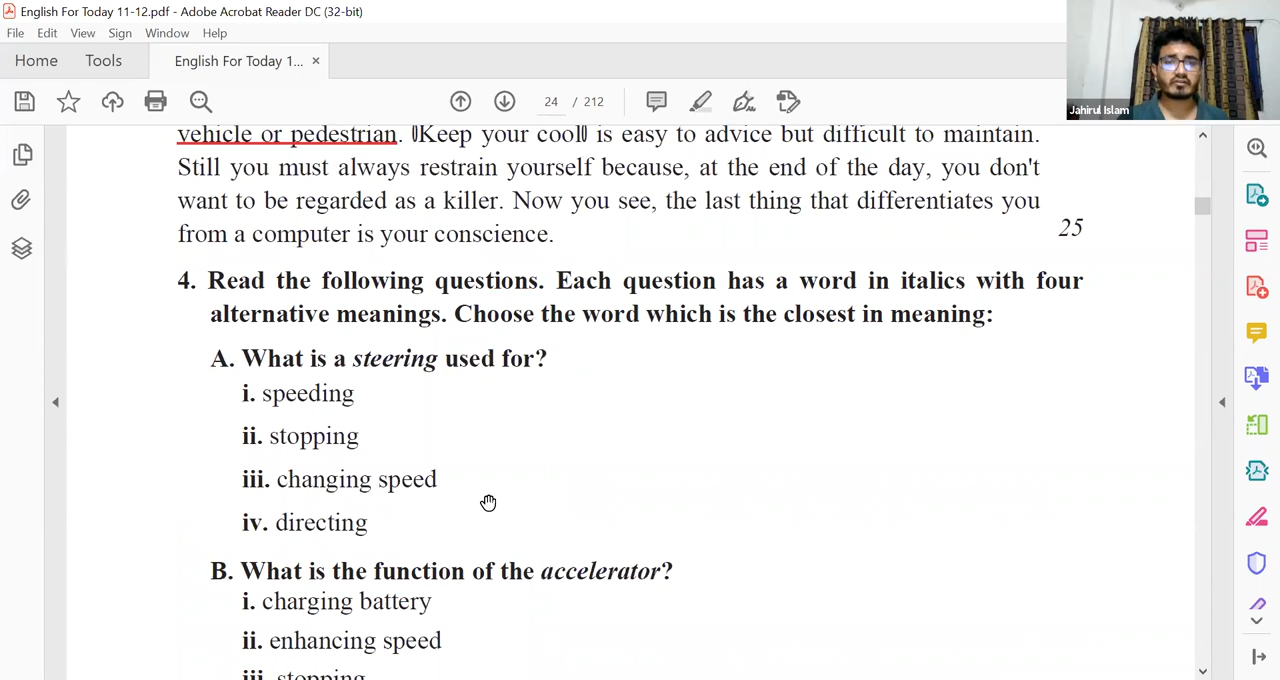 English For Today 11-12.pdf - Adobe Acrobat Reader DC (32-bit)
File Edit View Sign Window Help
Home Tools English For Today 1... ×
24 / 212
Jahirul Islam
vehicle or pedestrian. Keep your cool is easy to advice but difficult to maintain.
Still you must always restrain yourself because, at the end of the day, you don't
want to be regarded as a killer. Now you see, the last thing that differentiates you
from a computer is your conscience.
25
4. Read the following questions. Each question has a word in italics with four
alternative meanings. Choose the word which is the closest in meaning:
A. What is a steering used for?
i. speeding
ii. stopping
iii. changing speed
iv. directing
B. What is the function of the accelerator?
i. charging battery
ii. enhancing speed
iii. stopping